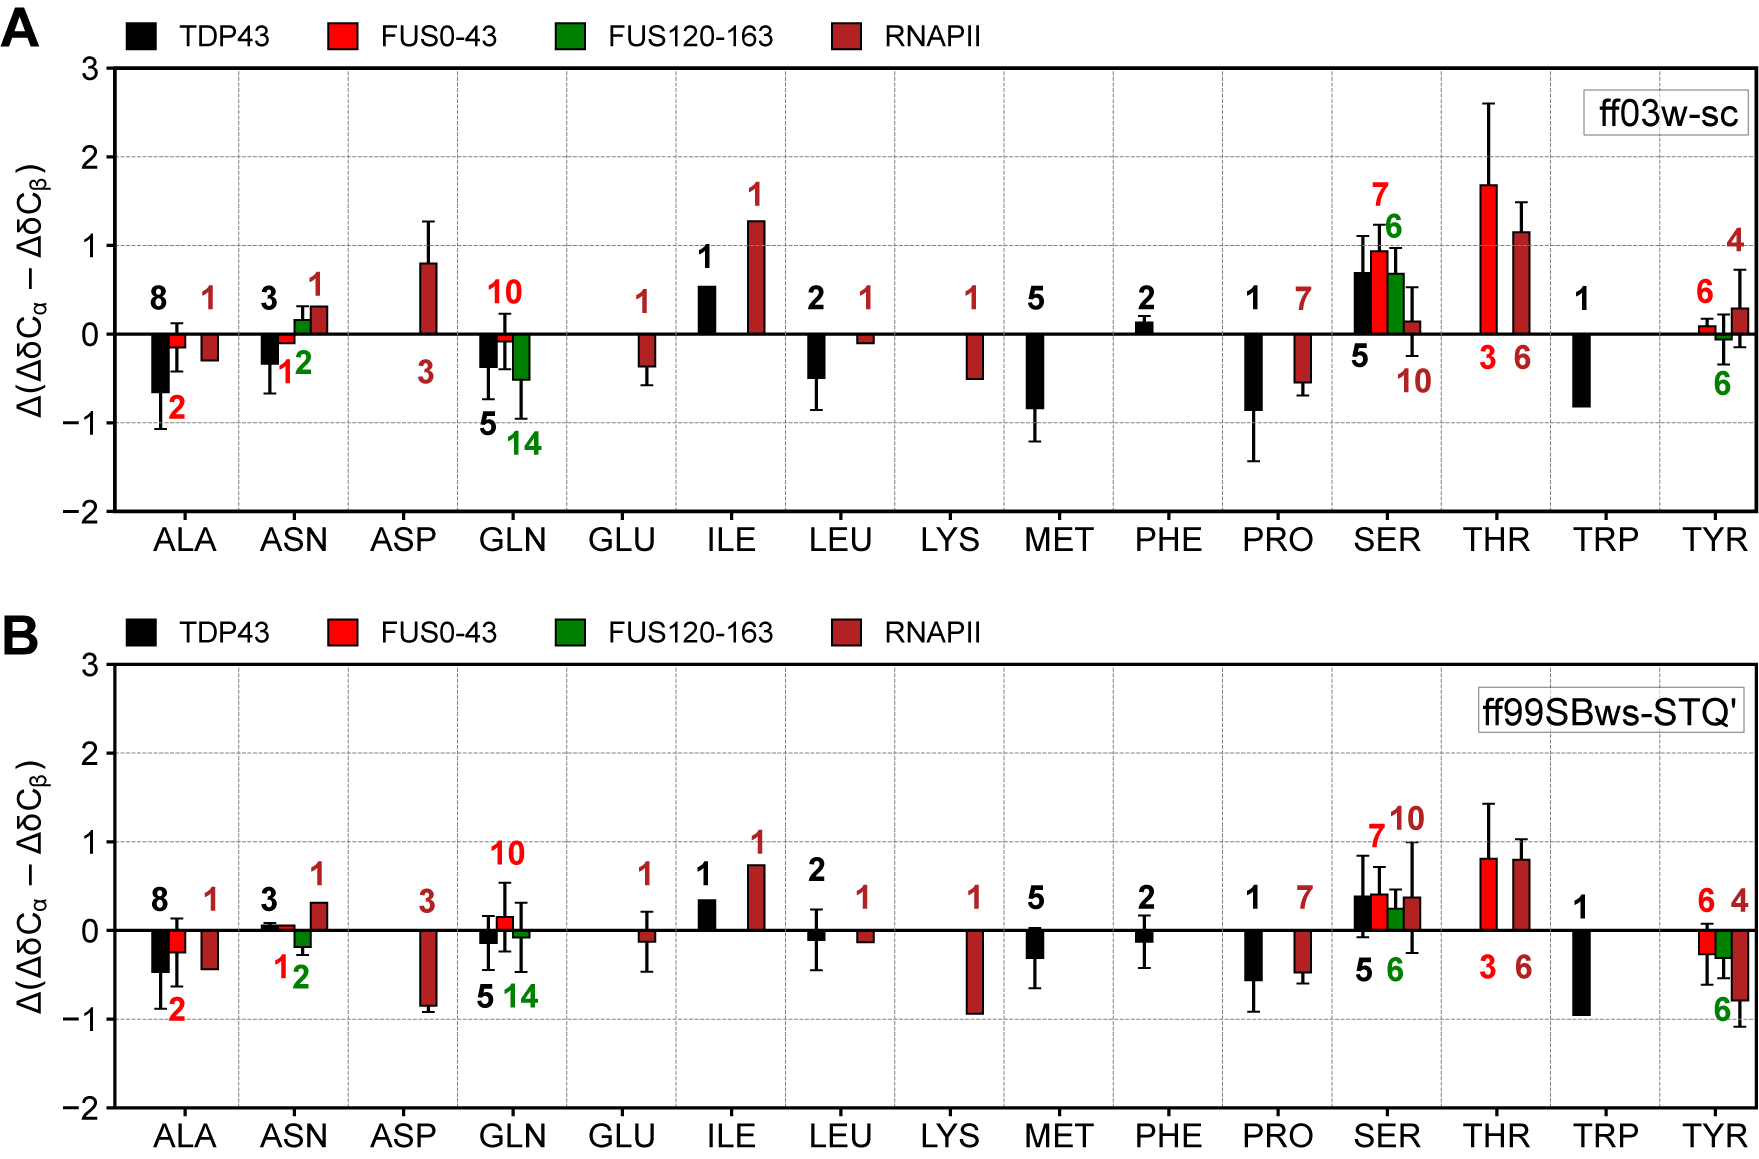 A
TDP43 FUS0-43 FUS120-163 RNAPII
ff03w-sc
Δ(ΔδCα − ΔδCβ)
3
2
1
0
−1
−2
8 2 1 3 1 2 1 3 10 5 14 1 1 1 2 1 1 5 2 1 7 5 7 6 10 3 6 1 6 6 4
ALA ASN ASP GLN GLU ILE LEU LYS MET PHE PRO SER THR TRP TYR
B
TDP43 FUS0-43 FUS120-163 RNAPII
ff99SBws-STQ'
Δ(ΔδCα − ΔδCβ)
3
2
1
0
−1
−2
8 2 1 3 1 2 1 3 5 10 14 1 1 1 2 1 1 5 2 1 7 5 7 6 10 3 6 1 6 6 4
ALA ASN ASP GLN GLU ILE LEU LYS MET PHE PRO SER THR TRP TYR